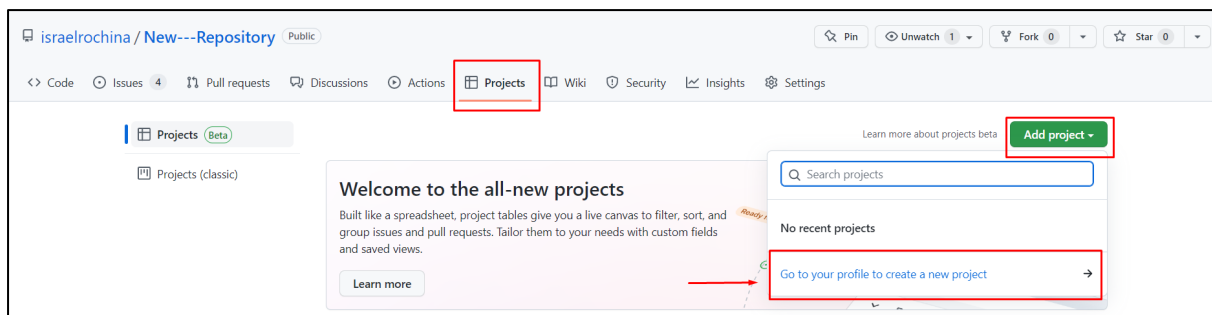 israelrochina / New---Repository Public
Pin Unwatch 1 Fork 0 Star 0
Code Issues 4 Pull requests Discussions Actions Projects Wiki Security Insights Settings
Projects Beta
Learn more about projects beta Add project
Projects (classic)
Search projects
Welcome to the all-new projects
Built like a spreadsheet, project tables give you a live canvas to filter, sort, and
group issues and pull requests. Tailor them to your needs with custom fields
and saved views.
Ready
No recent projects
Go to your profile to create a new project
Learn more